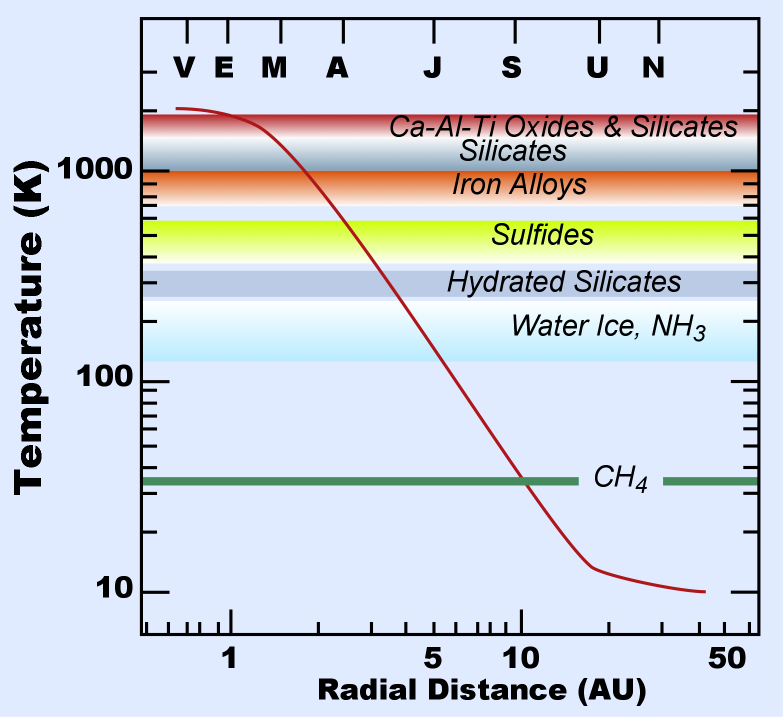 V E M A J S U N
Ca-Al-Ti Oxides & Silicates
Silicates
1000
Iron Alloys
Sulfides
Hydrated Silicates
Water Ice, NH3
100
CH4
10
Temperature (K)
1 5 10 50
Radial Distance (AU)